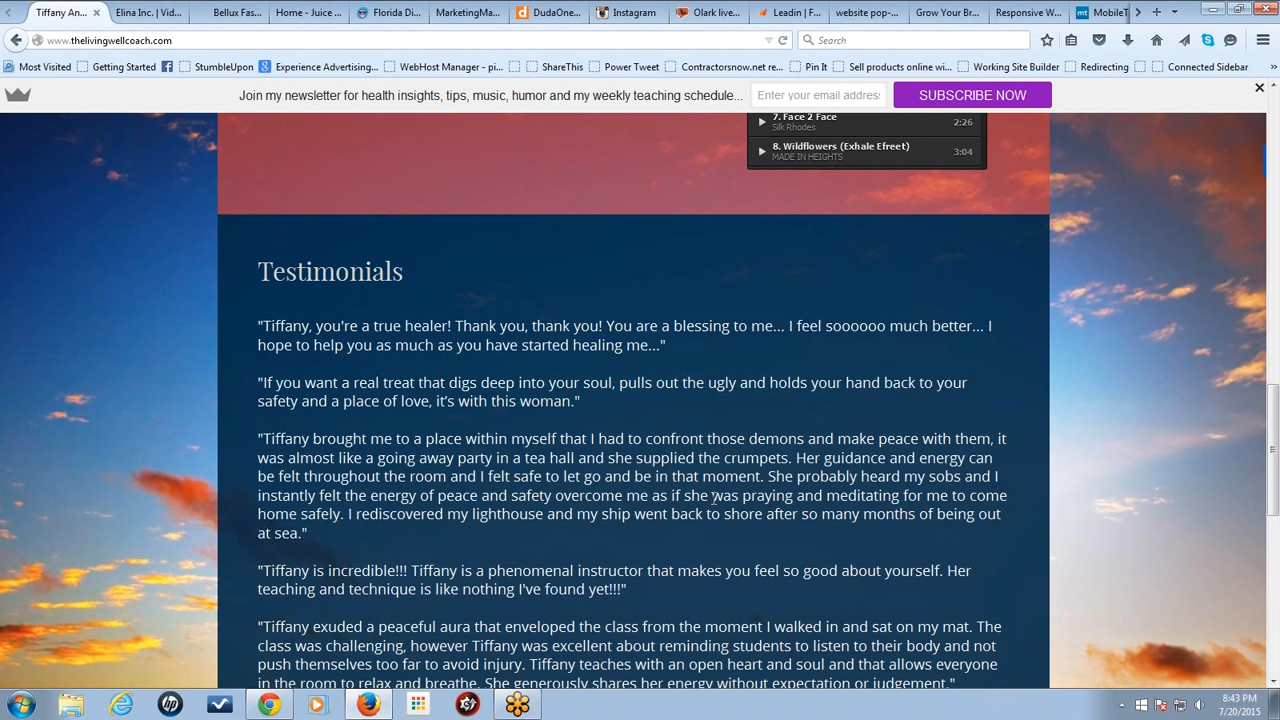 Tiffany An...
Elina Inc. | Vid...
Bellux Fas...
Home - Juice ...
Florida Di...
MarketingMa...
DudaOne...
Instagram
Olark live...
Leadin | F...
website pop-...
Grow Your Br...
Responsive W...
MobileT
www.thelivingwellcoach.com
Search
Most Visited
Getting Started
StumbleUpon
Experience Advertising...
WebHost Manager - pi...
ShareThis
Power Tweet
Contractorsnow.net re...
Pin It
Sell products online wi...
Working Site Builder
Redirecting
Connected Sidebar
Join my newsletter for health insights, tips, music, humor and my weekly teaching schedule...
Enter your email address
SUBSCRIBE NOW
7. Face 2 Face
Silk Rhodes
2:26
8. Wildflowers (Exhale Efreet)
MADE IN HEIGHTS
3:04
Testimonials
"Tiffany, you're a true healer! Thank you, thank you! You are a blessing to me... I feel soooooo much better... I
hope to help you as much as you have started healing me..."
"If you want a real treat that digs deep into your soul, pulls out the ugly and holds your hand back to your
safety and a place of love, it's with this woman."
"Tiffany brought me to a place within myself that I had to confront those demons and make peace with them, it
was almost like a going away party in a tea hall and she supplied the crumpets. Her guidance and energy can
be felt throughout the room and I felt safe to let go and be in that moment. She probably heard my sobs and I
instantly felt the energy of peace and safety overcome me as if she was praying and meditating for me to come
home safely. I rediscovered my lighthouse and my ship went back to shore after so many months of being out
at sea."
"Tiffany is incredible!!! Tiffany is a phenomenal instructor that makes you feel so good about yourself. Her
teaching and technique is like nothing I've found yet!!!"
"Tiffany exuded a peaceful aura that enveloped the class from the moment I walked in and sat on my mat. The
class was challenging, however Tiffany was excellent about reminding students to listen to their body and not
push themselves too far to avoid injury. Tiffany teaches with an open heart and soul and that allows everyone
in the room to relax and breathe. She generously shares her energy without expectation or judgement."
8:43 PM
7/20/2015